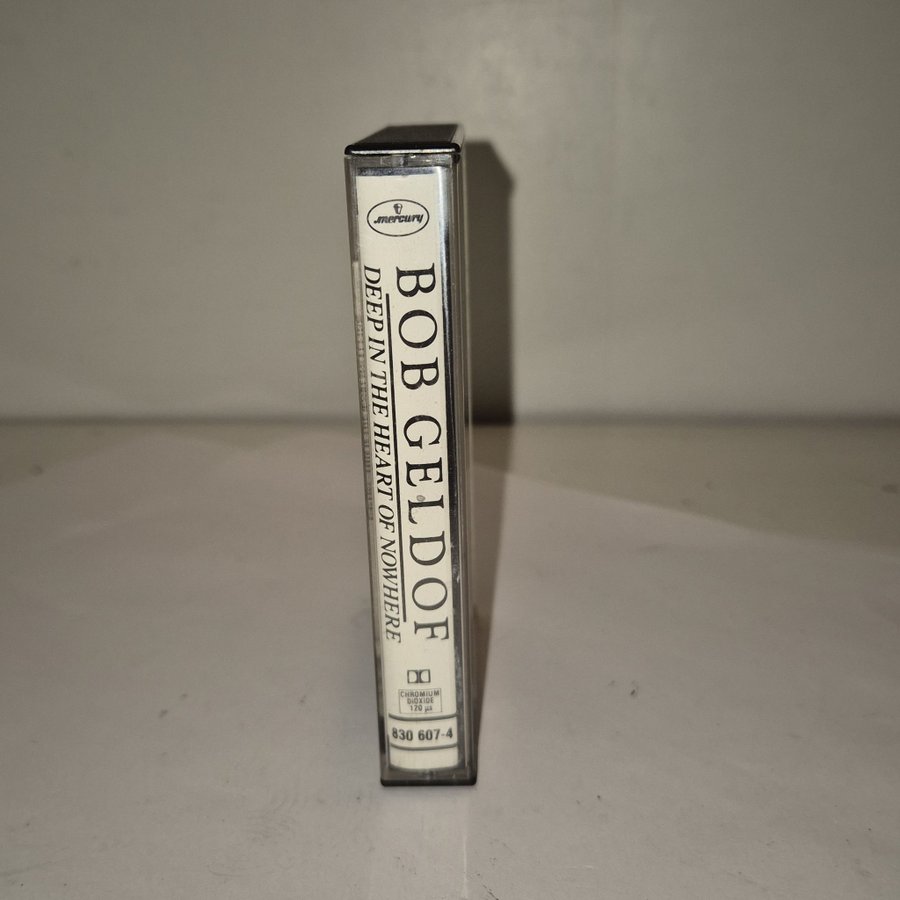 mercury
BOB GELDOF
DEEP IN THE HEART OF NOWHERE
CHROMIUM
DIOXIDE
120 µs
830 607-4